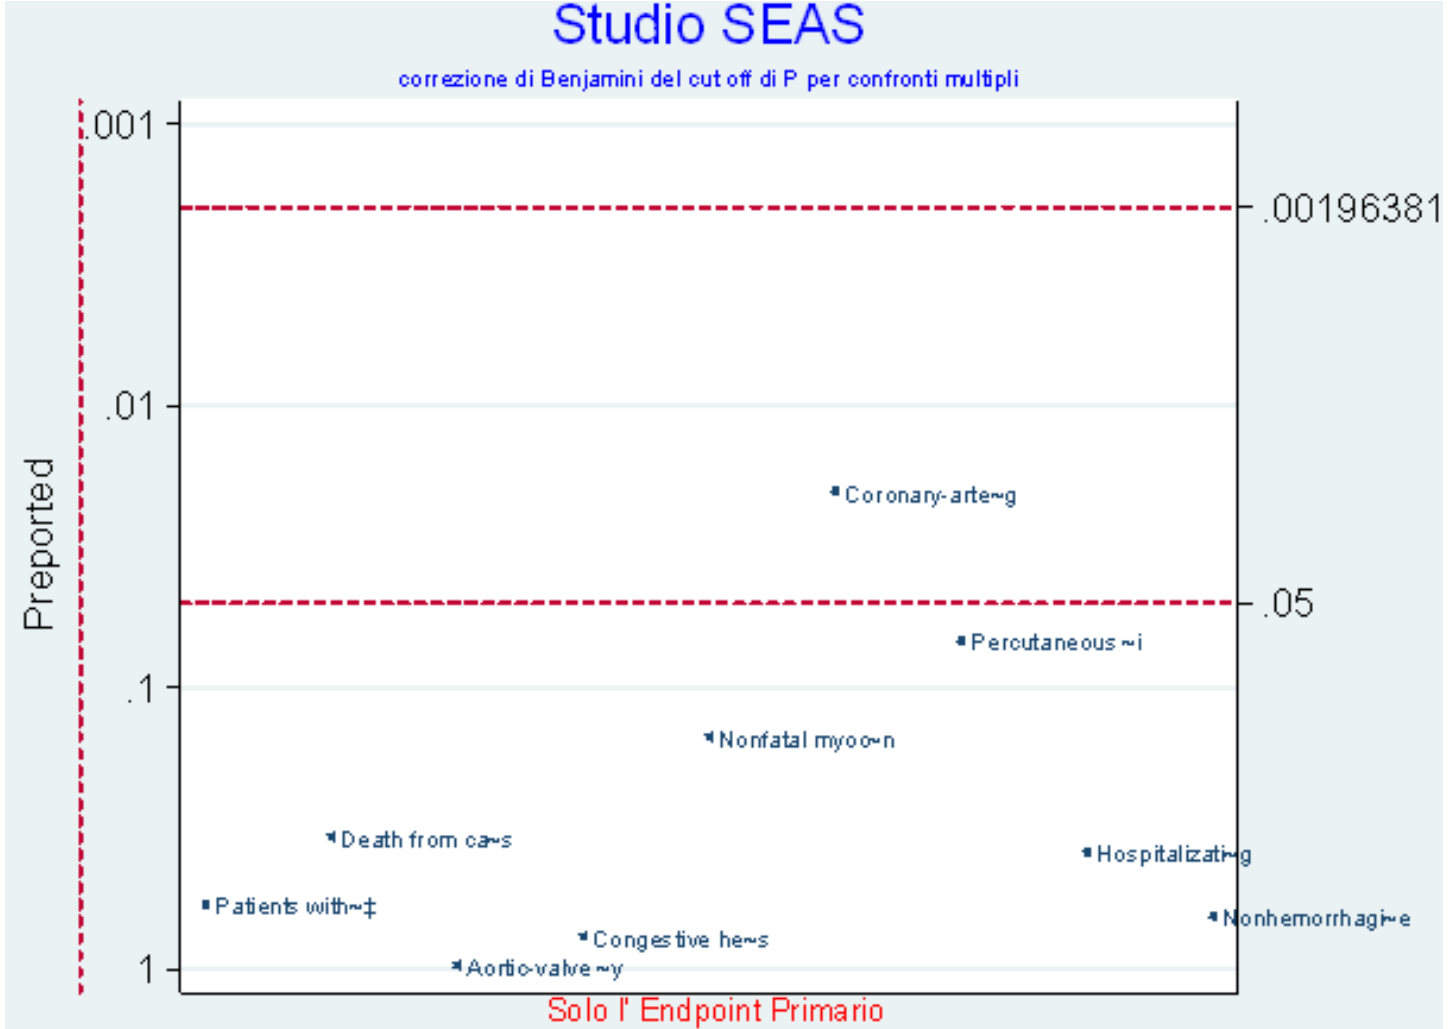 Studio SEAS
correzione di Benjamini del cut off di P per confronti multipli
.001
.00196381
.01
Coronary-arte~g
.05
Percutaneous ~i
.1
Nonfatal myoc~n
Death from ca~s
Hospitalizati~g
Patients with~‡
Nonhemorrhagi~e
Congestive he~s
Aortic-valve ~y
1
Preported
Solo l' Endpoint Primario